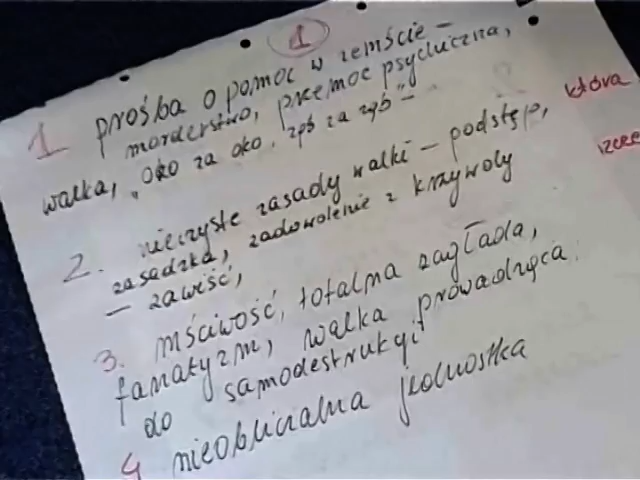 1
1 prośba o pomoc w zemście –
morderstwo, przemoc psychiczna,
walka, "oko za oko, ząb za ząb" –
która
2. nieczyste zasady walki – podstęp,
zasadzka, zadowolenie z krzywdy
– zawiść,
3. mściwość, totalna zagłada,
fanatyzm, walka prowadząca
do samodestrukcji
4 nieobliczalna jednostka